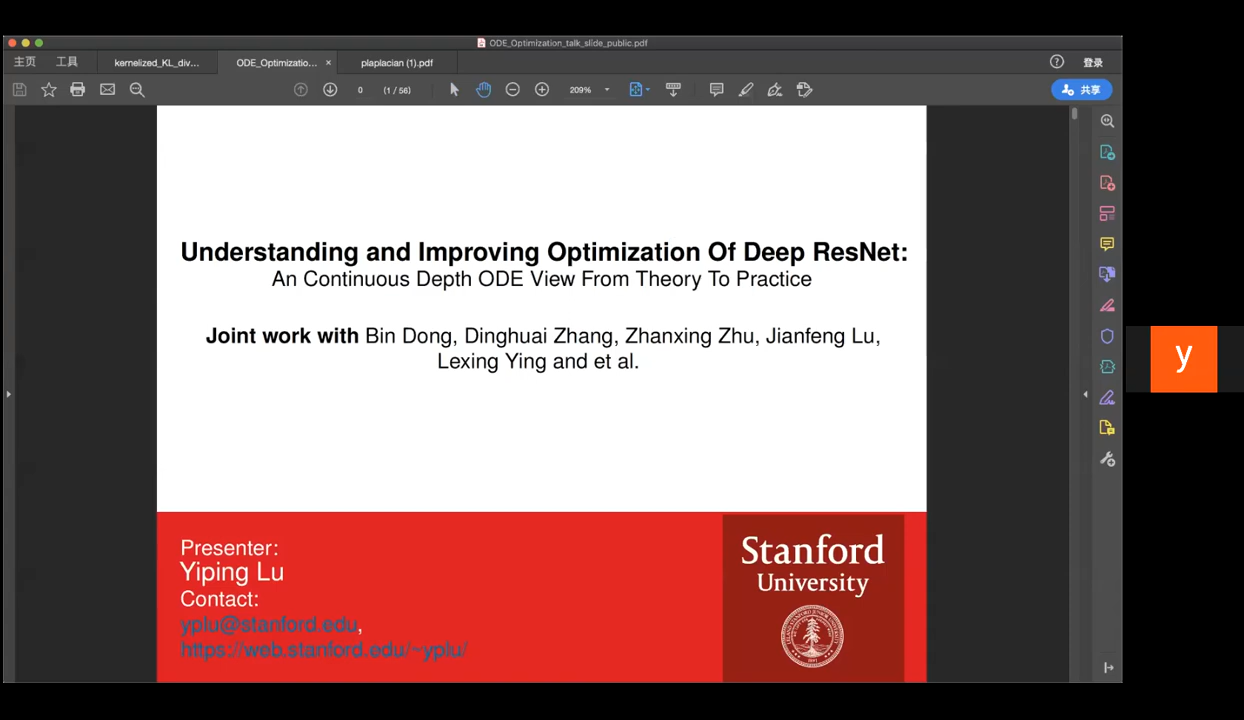 ODE_Optimization_talk_slide_public.pdf
主页 工具 kernelized_KL_div... ODE_Optimizatio... × plaplacian (1).pdf ? 登录
0 (1 / 56) 209% 共享
Understanding and Improving Optimization Of Deep ResNet:
An Continuous Depth ODE View From Theory To Practice
Joint work with Bin Dong, Dinghuai Zhang, Zhanxing Zhu, Jianfeng Lu,
Lexing Ying and et al.
y
Presenter:
Yiping Lu
Contact:
yplu@stanford.edu,
https://web.stanford.edu/~yplu/
Stanford
University